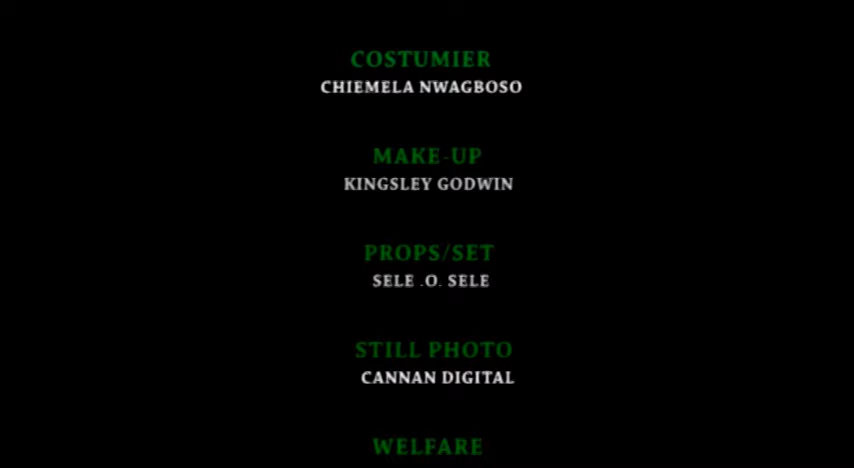 COSTUMIER
CHIEMELA NWAGBOSO
MAKE-UP
KINGSLEY GODWIN
PROPS/SET
SELE .O. SELE
STILL PHOTO
CANNAN DIGITAL
WELFARE